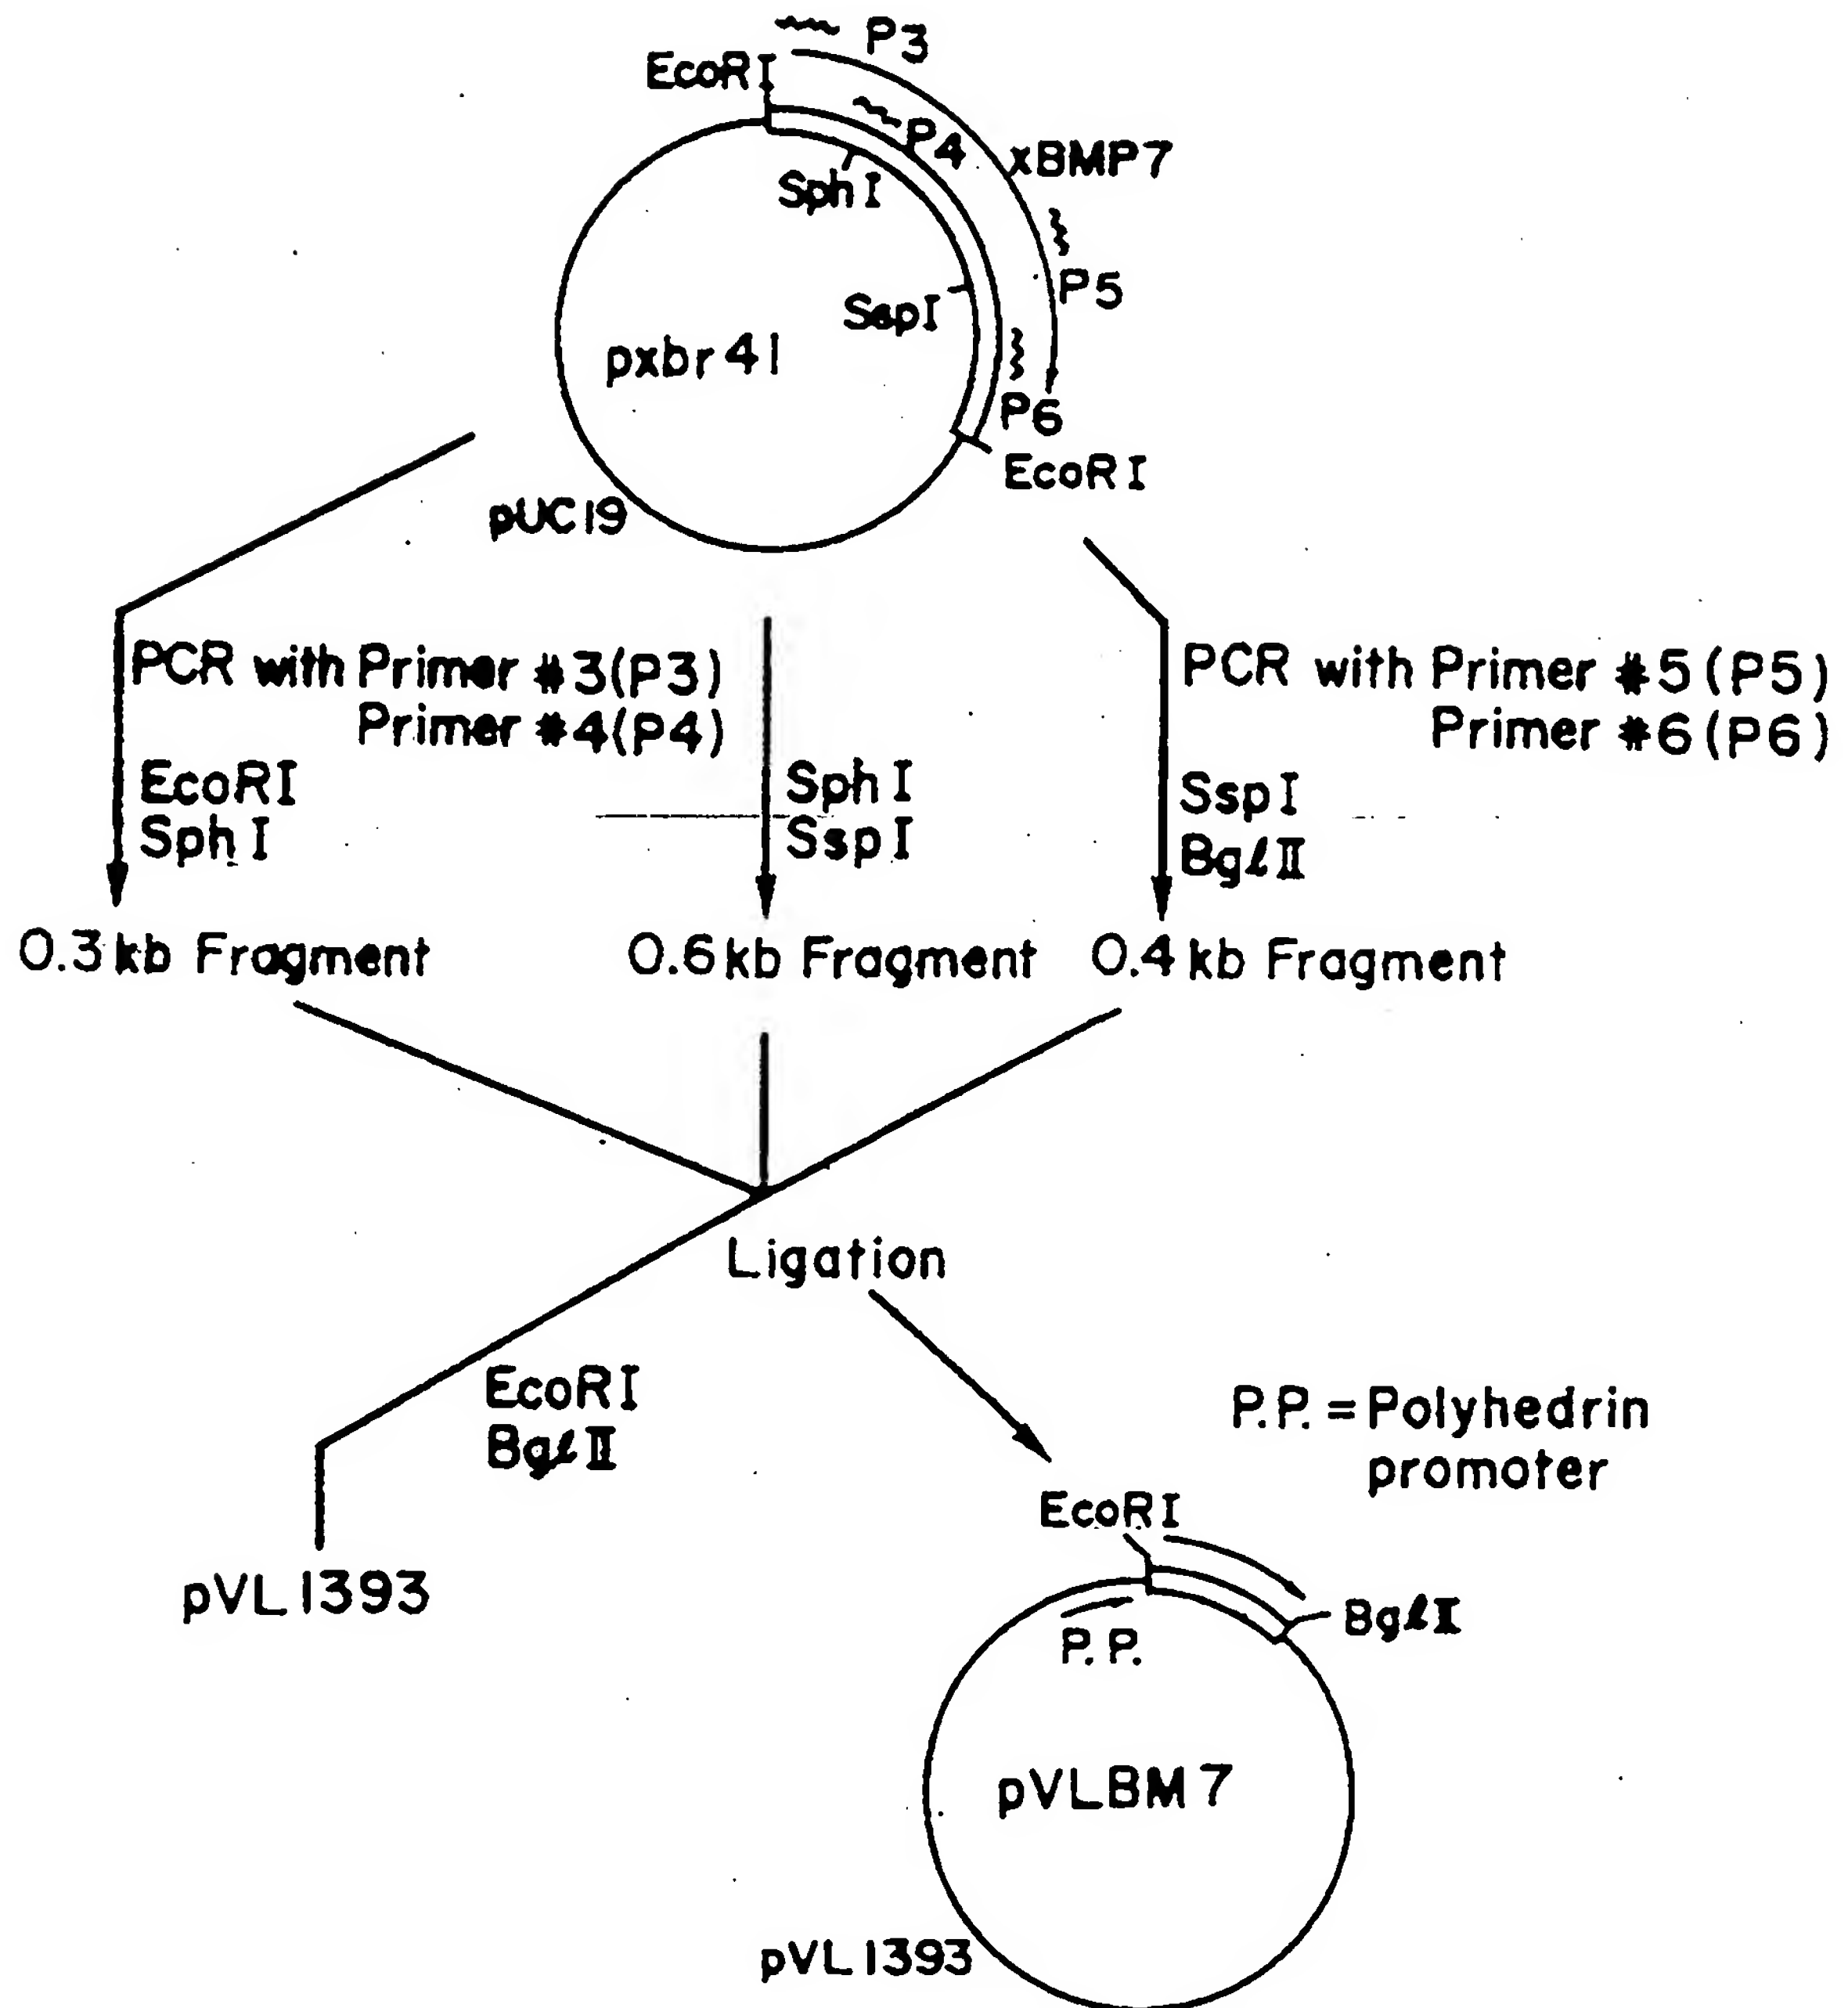 P3
EcoRI
P4
xBMP7
SphI
P5
SspI
pxbr41
P6
EcoRI
pUC19
PCR with Primer #3(P3)
Primer #4(P4)
PCR with Primer #5(P5)
Primer #6(P6)
EcoRI
SphI
SphI
SspI
SspI
BglII
0.3kb Fragment
0.6kb Fragment
0.4kb Fragment
Ligation
EcoRI
BglII
P.P.=Polyhedrin
promoter
pVL1393
EcoRI
BglII
P.P.
pVLBM7
pVL1393